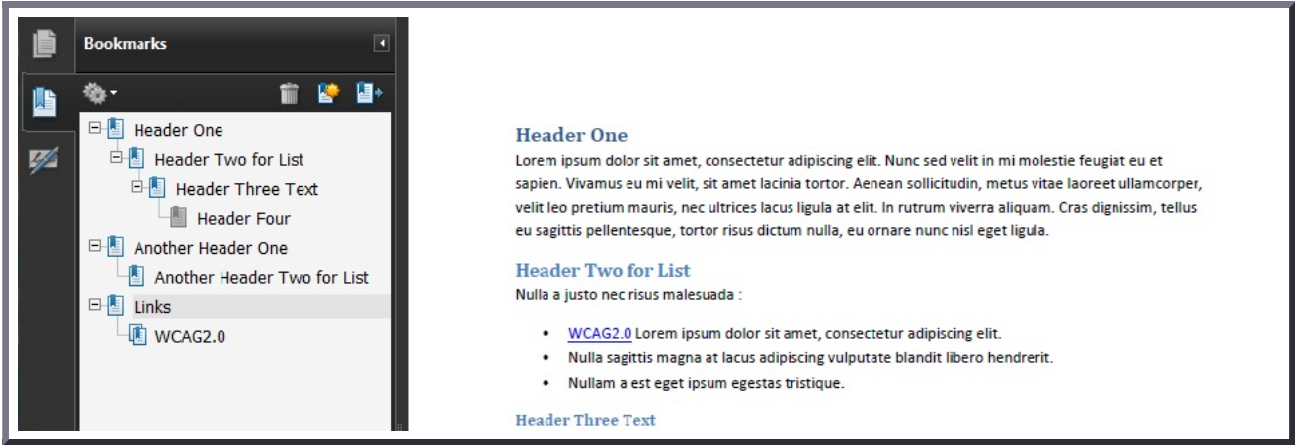 Bookmarks
Header One
Header Two for List
Header Three Text
Header Four
Another Header One
Another Header Two for List
Links
WCAG2.0
Header One
Lorem ipsum dolor sit amet, consectetur adipiscing elit. Nunc sed velit in mi molestie feugiat eu et
sapien. Vivamus eu mi velit, sit amet lacinia tortor. Aenean sollicitudin, metus vitae laoreet ullamcorper,
velit leo pretium mauris, nec ultrices lacus ligula at elit. In rutrum viverra aliquam. Cras dignissim, tellus
eu sagittis pellentesque, tortor risus dictum nulla, eu ornare nunc nisl eget ligula.
Header Two for List
Nulla a justo nec risus malesuada :
• WCAG2.0 Lorem ipsum dolor sit amet, consectetur adipiscing elit.
• Nulla sagittis magna at lacus adipiscing vulputate blandit libero hendrerit.
• Nullam a est eget ipsum egestas tristique.
Header Three Text